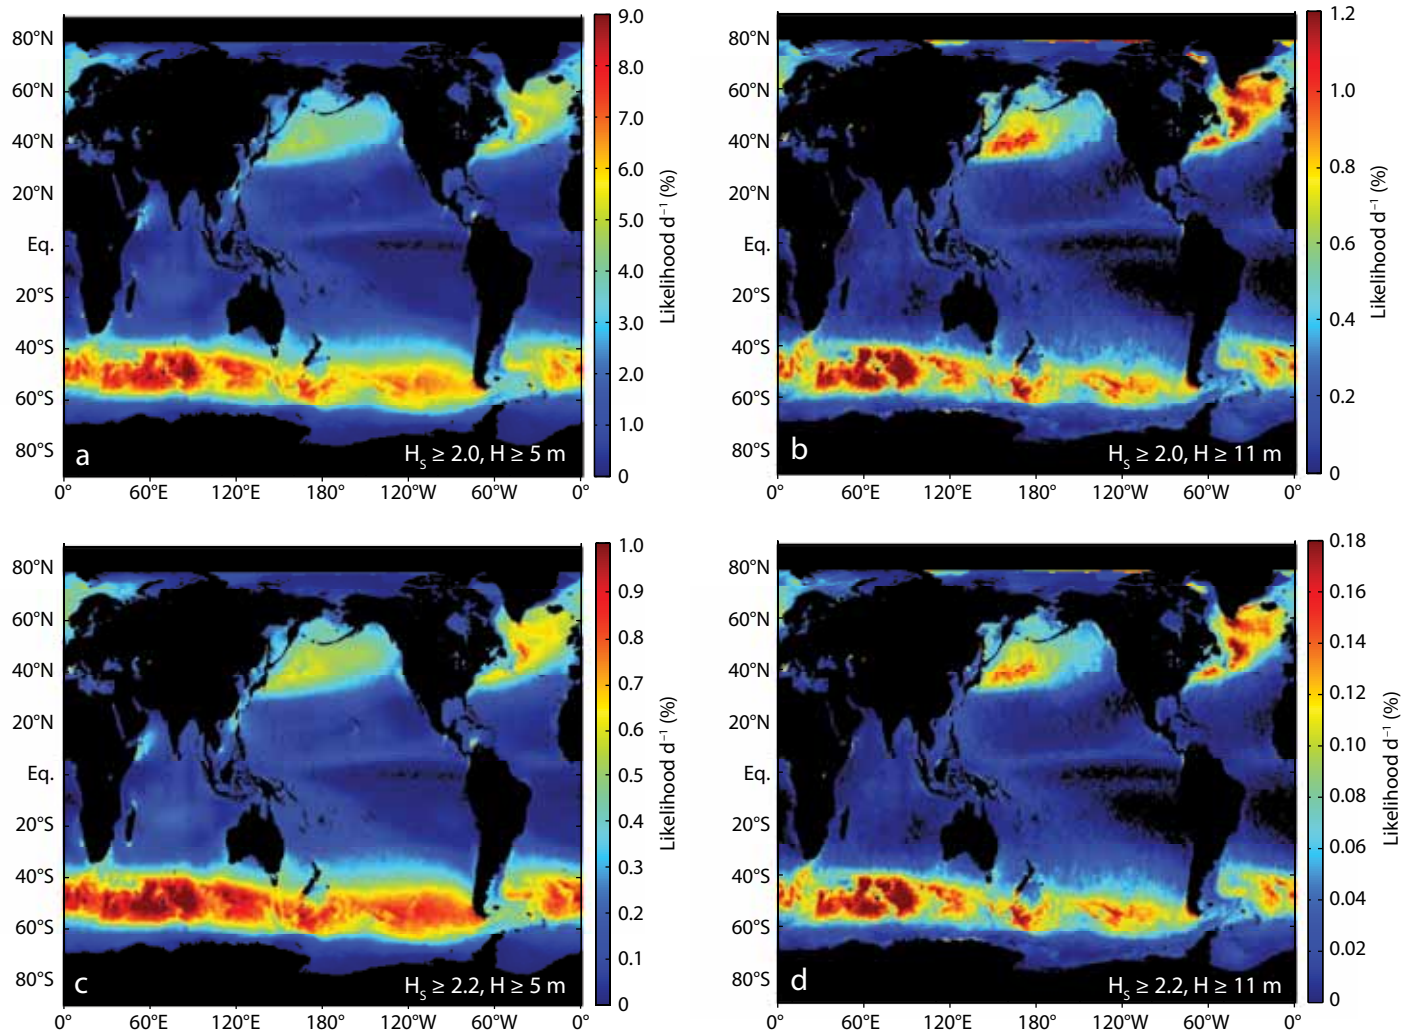 80°N
60°N
40°N
20°N
Eq.
20°S
40°S
60°S
80°S
0°
60°E
120°E
180°
120°W
60°W
0°
a
H_S ≥ 2.0, H ≥ 5 m
9.0
8.0
7.0
6.0
5.0
4.0
3.0
2.0
1.0
0
Likelihood d⁻¹ (%)
80°N
60°N
40°N
20°N
Eq.
20°S
40°S
60°S
80°S
0°
60°E
120°E
180°
120°W
60°W
0°
b
H_S ≥ 2.0, H ≥ 11 m
1.2
1.0
0.8
0.6
0.4
0.2
0
Likelihood d⁻¹ (%)
80°N
60°N
40°N
20°N
Eq.
20°S
40°S
60°S
80°S
0°
60°E
120°E
180°
120°W
60°W
0°
c
H_S ≥ 2.2, H ≥ 5 m
1.0
0.9
0.8
0.7
0.6
0.5
0.4
0.3
0.2
0.1
0
Likelihood d⁻¹ (%)
80°N
60°N
40°N
20°N
Eq.
20°S
40°S
60°S
80°S
0°
60°E
120°E
180°
120°W
60°W
0°
d
H_S ≥ 2.2, H ≥ 11 m
0.18
0.16
0.14
0.12
0.10
0.08
0.06
0.04
0.02
0
Likelihood d⁻¹ (%)